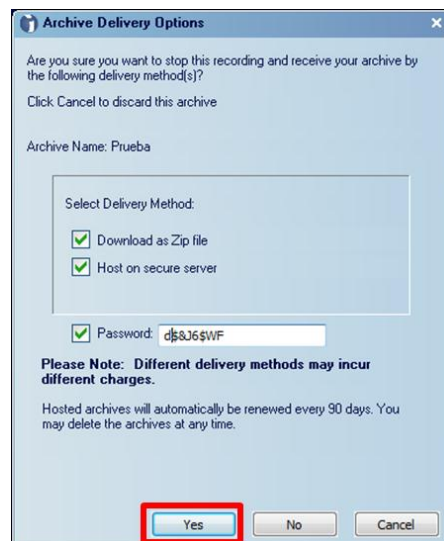 Archive Delivery Options
Are you sure you want to stop this recording and receive your archive by
the following delivery method(s)?
Click Cancel to discard this archive
Archive Name: Prueba
Select Delivery Method:
Download as Zip file
Host on secure server
Password: d$&J6$WF
Please Note: Different delivery methods may incur
different charges.
Hosted archives will automatically be renewed every 90 days. You
may delete the archives at any time.
Yes No Cancel